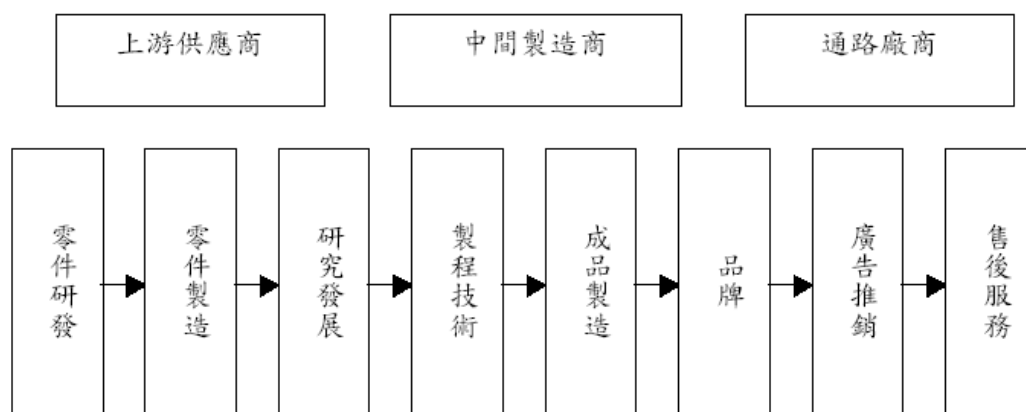 上游供應商
中間製造商
通路廠商
零件研發
零件製造
研究發展
製程技術
成品製造
品牌
廣告推銷
售後服務